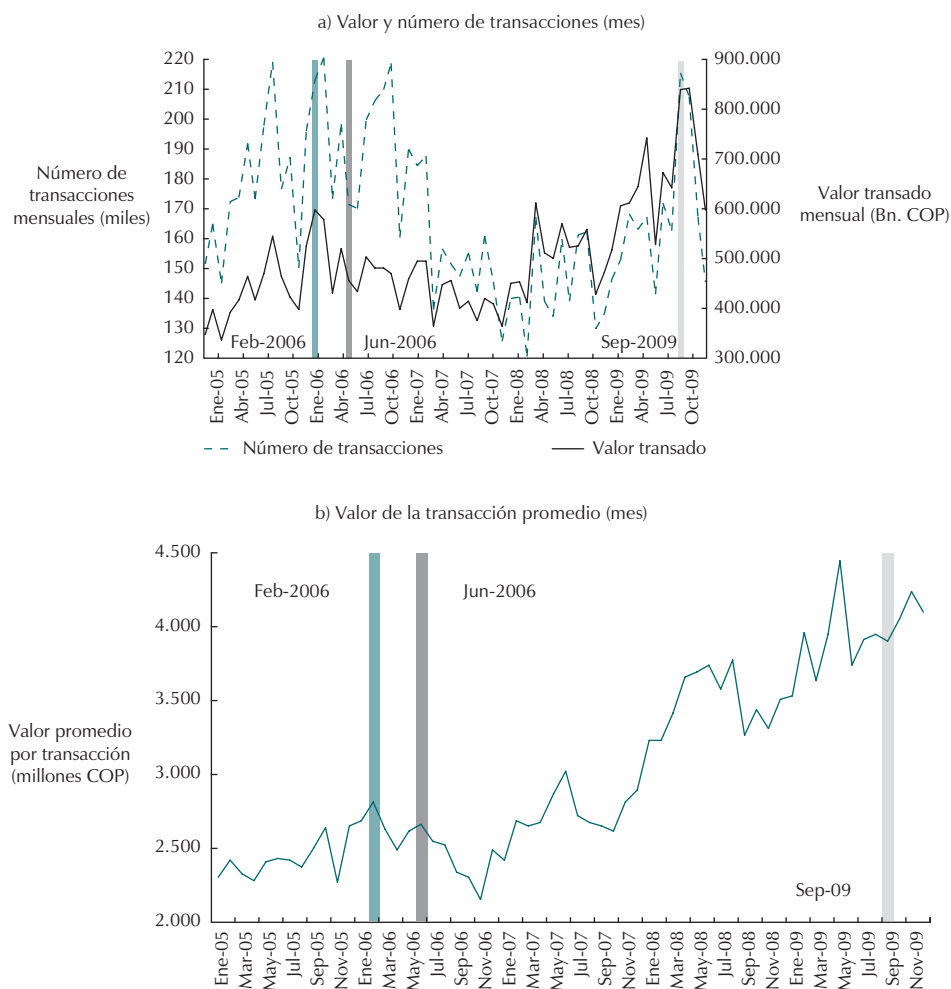 a) Valor y número de transacciones (mes)
220
210
200
190
180
170
160
150
140
130
120
Número de
transacciones
mensuales (miles)
900.000
800.000
700.000
600.000
500.000
400.000
300.000
Valor transado
mensual (Bn. COP)
Feb-2006
Jun-2006
Sep-2009
Ene-05
Abr-05
Jul-05
Oct-05
Ene-06
Abr-06
Jul-06
Oct-06
Ene-07
Abr-07
Jul-07
Oct-07
Ene-08
Abr-08
Jul-08
Oct-08
Ene-09
Abr-09
Jul-09
Oct-09
Número de transacciones
Valor transado
b) Valor de la transacción promedio (mes)
4.500
4.000
3.500
3.000
2.500
2.000
Valor promedio
por transacción
(millones COP)
Feb-2006
Jun-2006
Sep-09
Ene-05
Mar-05
May-05
Jul-05
Sep-05
Nov-05
Ene-06
Mar-06
May-06
Jul-06
Sep-06
Nov-06
Ene-07
Mar-07
May-07
Jul-07
Sep-07
Nov-07
Ene-08
Mar-08
May-08
Jul-08
Sep-08
Nov-08
Ene-09
Mar-09
May-09
Jul-09
Sep-09
Nov-09